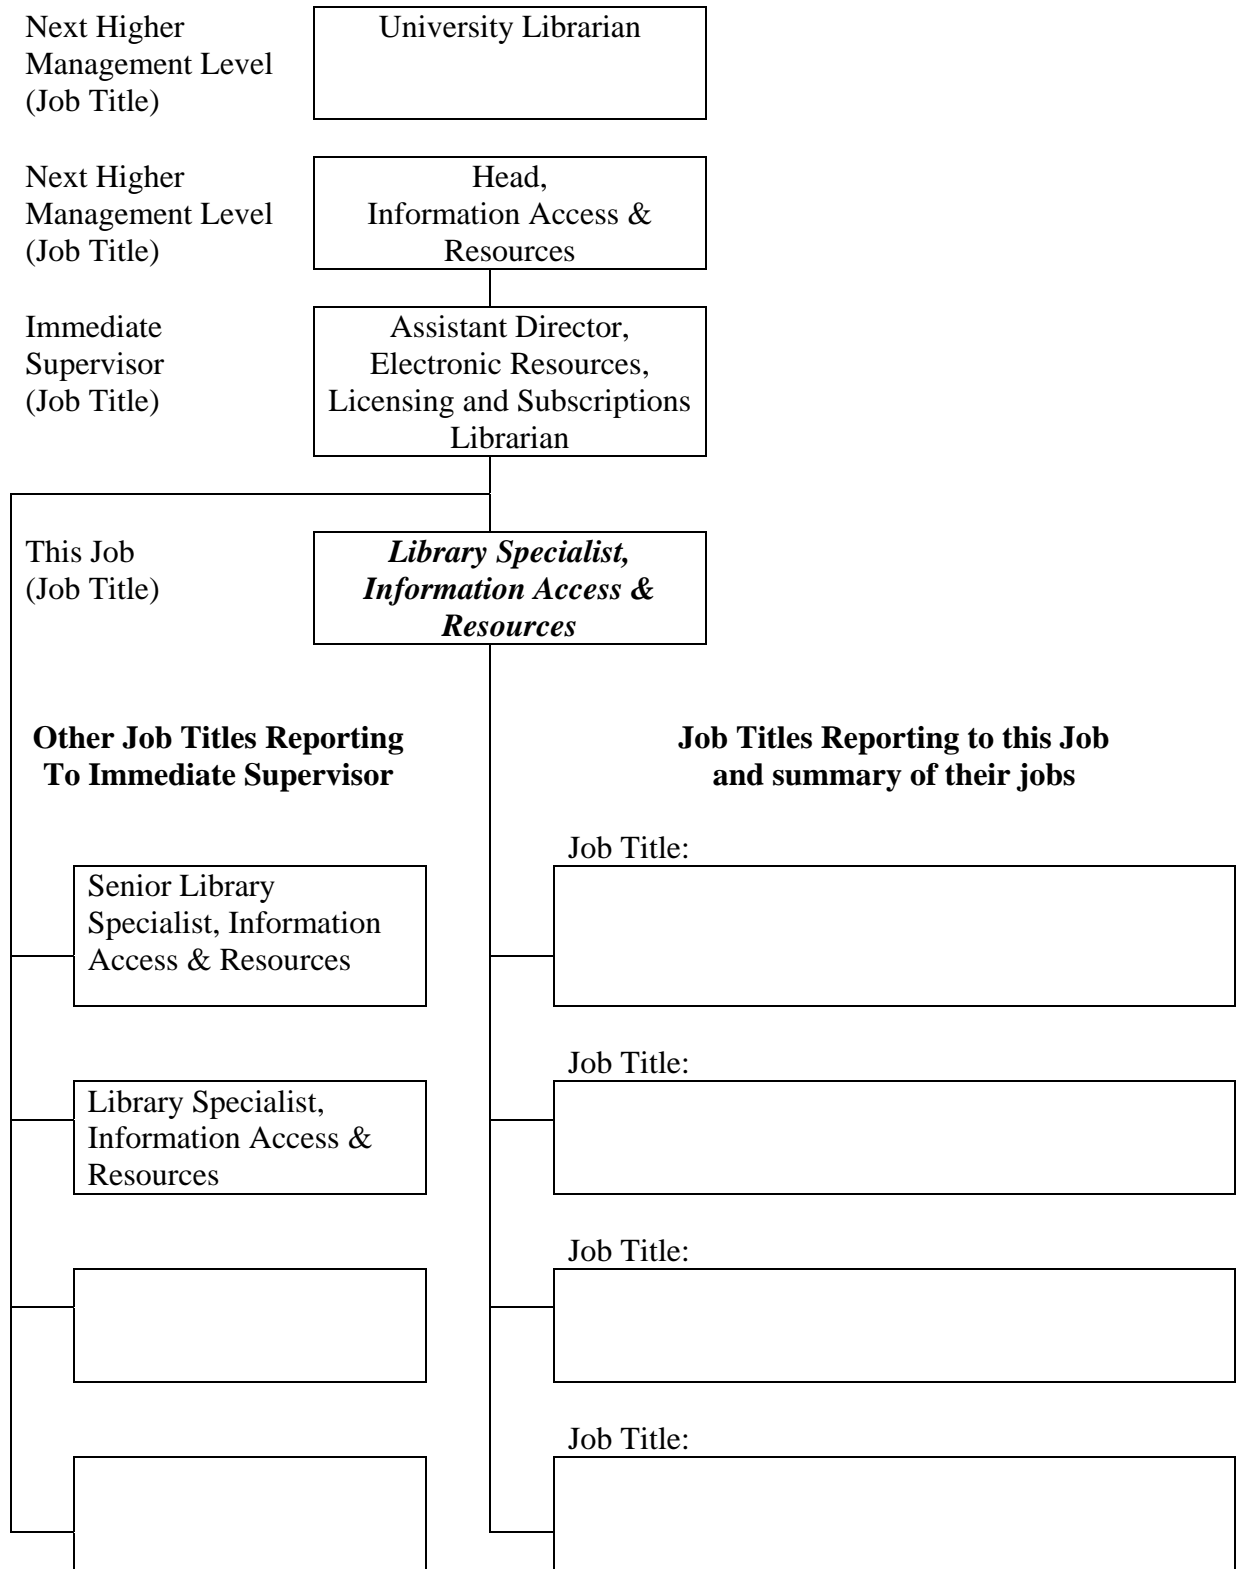 Next Higher
Management Level
(Job Title)
University Librarian
Next Higher
Management Level
(Job Title)
Head,
Information Access &
Resources
Immediate
Supervisor
(Job Title)
Assistant Director,
Electronic Resources,
Licensing and Subscriptions
Librarian
This Job
(Job Title)
Library Specialist,
Information Access &
Resources
Other Job Titles Reporting
To Immediate Supervisor
Job Titles Reporting to this Job
and summary of their jobs
Senior Library
Specialist, Information
Access & Resources
Job Title:
Library Specialist,
Information Access &
Resources
Job Title:
Job Title:
Job Title: